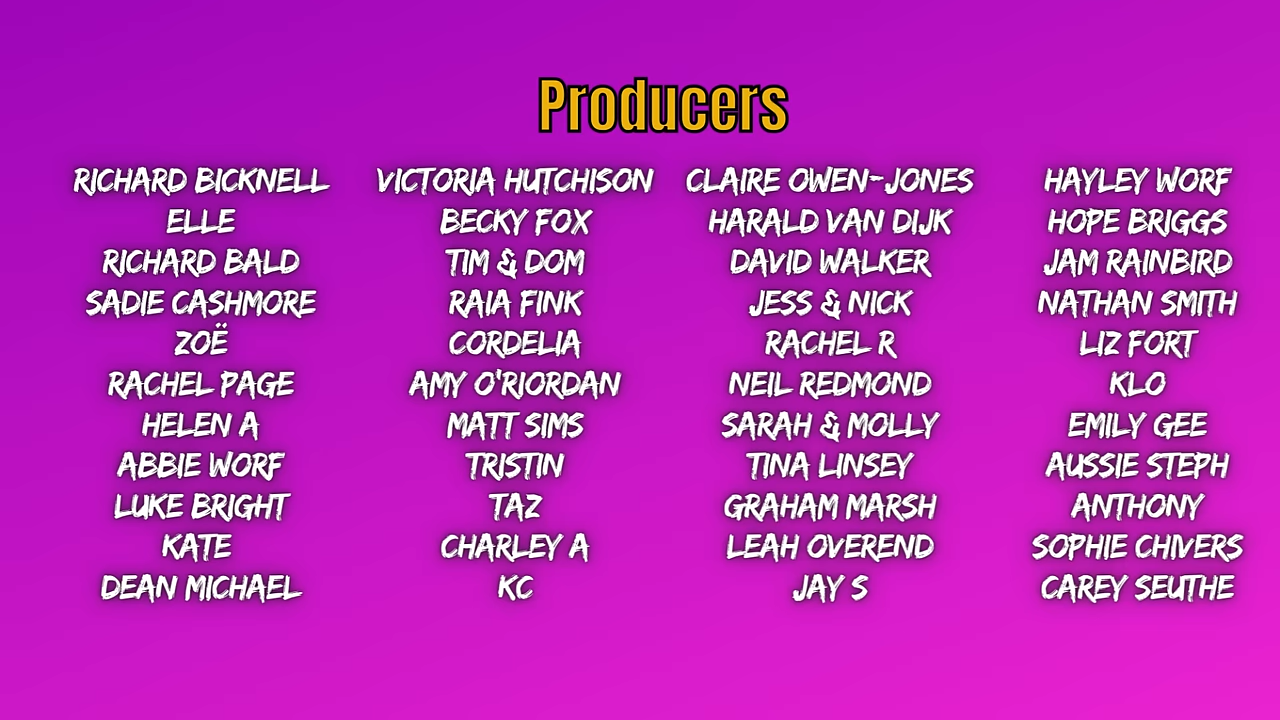 Producers
RICHARD BICKNELL
ELLE
RICHARD BALD
SADIE CASHMORE
ZOË
RACHEL PAGE
HELEN A
ABBIE WORF
LUKE BRIGHT
KATE
DEAN MICHAEL
VICTORIA HUTCHISON
BECKY FOX
TIM & DOM
RAIA FINK
CORDELIA
AMY O'RIORDAN
MATT SIMS
TRISTIN
TAZ
CHARLEY A
KC
CLAIRE OWEN-JONES
HARALD VAN DIJK
DAVID WALKER
JESS & NICK
RACHEL R
NEIL REDMOND
SARAH & MOLLY
TINA LINSEY
GRAHAM MARSH
LEAH OVEREND
JAY S
HAYLEY WORF
HOPE BRIGGS
JAM RAINBIRD
NATHAN SMITH
LIZ FORT
KLO
EMILY GEE
AUSSIE STEPH
ANTHONY
SOPHIE CHIVERS
CAREY SEUTHE